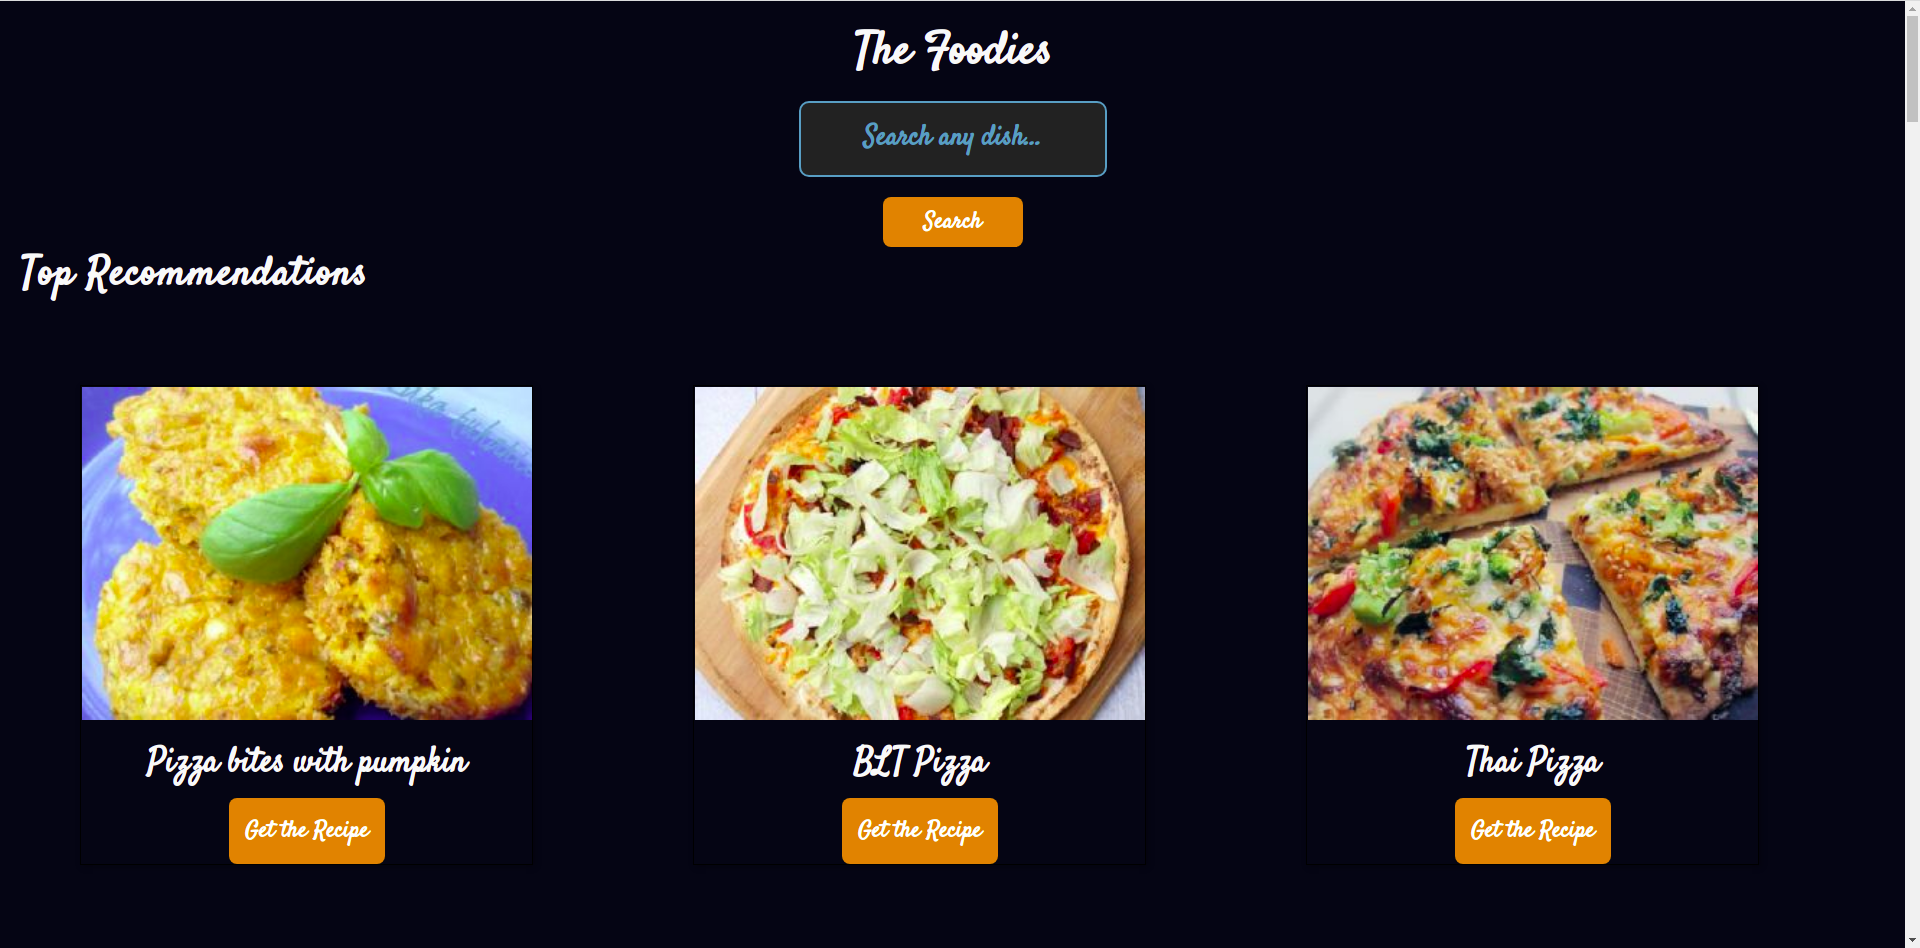 The Foodies
Search any dish...
Search
Top Recommendations
Pizza bites with pumpkin
BLT Pizza
Thai Pizza
Get the Recipe
Get the Recipe
Get the Recipe